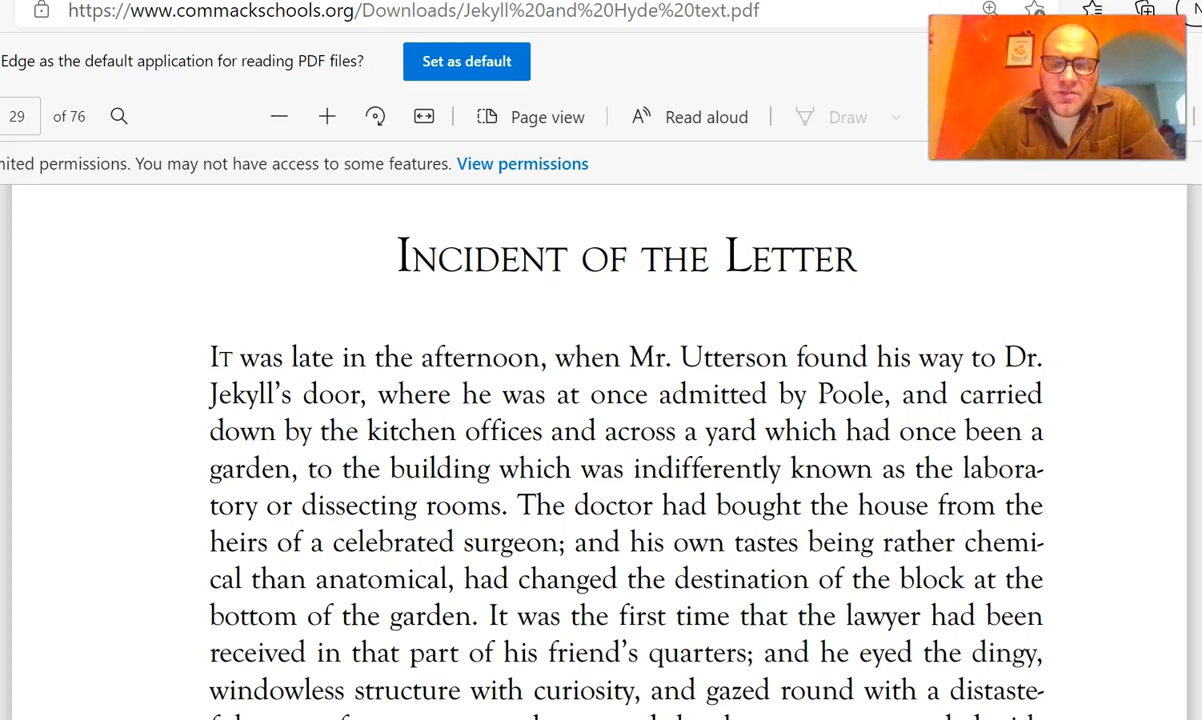 https://www.commackschools.org/Downloads/Jekyll%20and%20Hyde%20text.pdf
Edge as the default application for reading PDF files? Set as default
29 of 76 Page view Read aloud Draw
permissions. You may not have access to some features. View permissions
INCIDENT OF THE LETTER
IT was late in the afternoon, when Mr. Utterson found his way to Dr.
Jekyll's door, where he was at once admitted by Poole, and carried
down by the kitchen offices and across a yard which had once been a
garden, to the building which was indifferently known as the labora-
tory or dissecting rooms. The doctor had bought the house from the
heirs of a celebrated surgeon; and his own tastes being rather chemi-
cal than anatomical, had changed the destination of the block at the
bottom of the garden. It was the first time that the lawyer had been
received in that part of his friend's quarters; and he eyed the dingy,
windowless structure with curiosity, and gazed round with a distaste-